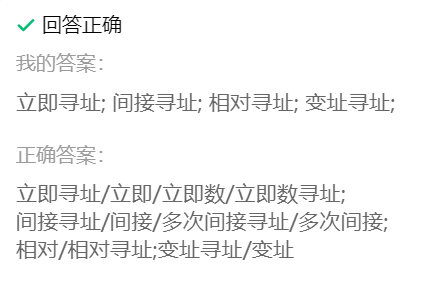 回答正确
我的答案：
立即寻址; 间接寻址; 相对寻址; 变址寻址;
正确答案：
立即寻址/立即/立即数/立即数寻址;
间接寻址/间接/多次间接寻址/多次间接;
相对/相对寻址;变址寻址/变址